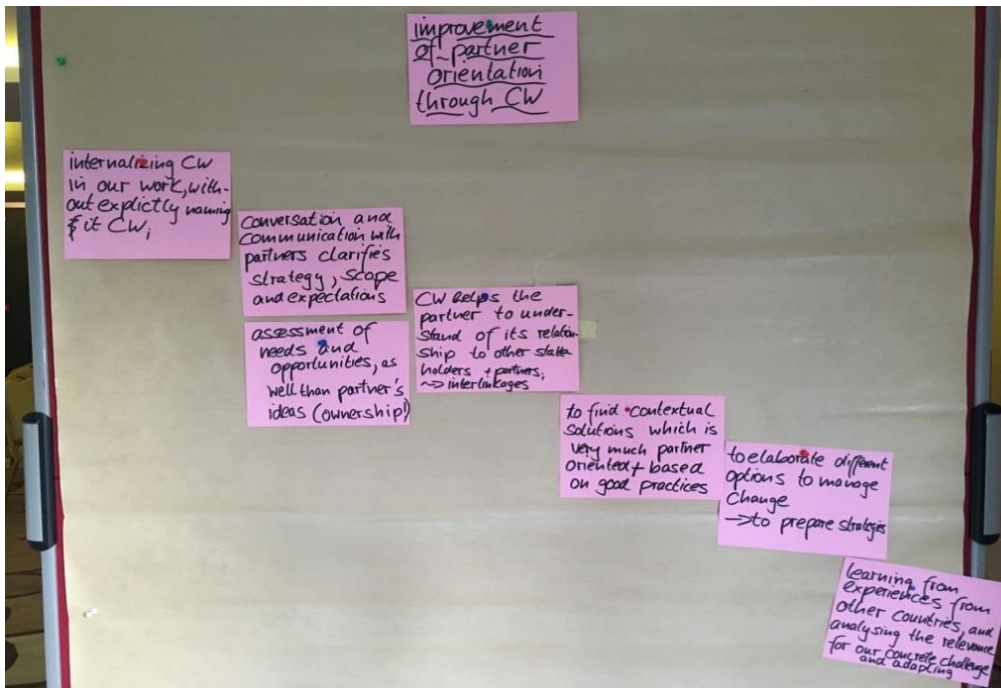 improvement
of partner
orientation
through CW
internalizing CW
in our work, with-
out explictly naming
it CW,
conversation and
communication with
partners clarifies
strategy, scope
and expectations
assessment of
needs and
opportunities, as
well than partner's
ideas (ownership!)
CW helps the
partner to under-
stand of its relation-
ship to other stake
holders + partners,
~> interlinkages
to find contextual
solutions which is
very much partner
oriented + based
on good practices
to elaborate different
options to manage
change
→ to prepare strategies
learning from
experiences from
other countries, and
analysing the relevance
for our concrete challenge
and adapting